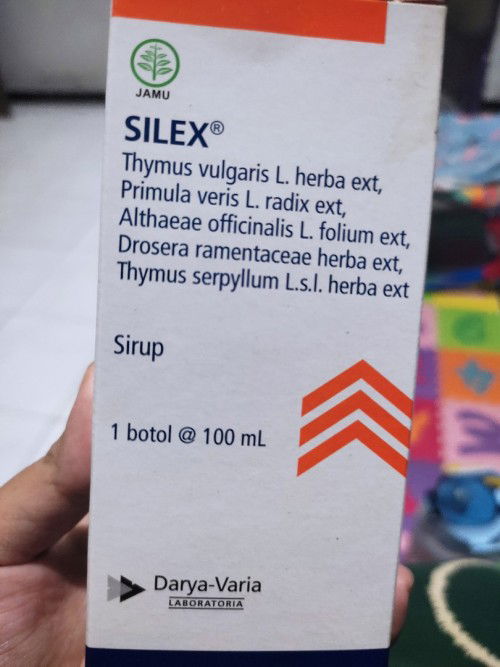 JAMU
SILEX®
Thymus vulgaris L. herba ext,
Primula veris L. radix ext,
Althaeae officinalis L. folium ext,
Drosera ramentaceae herba ext,
Thymus serpyllum L.s.l. herba ext
Sirup
1 botol @ 100 mL
Darya-Varia
LABORATORIA